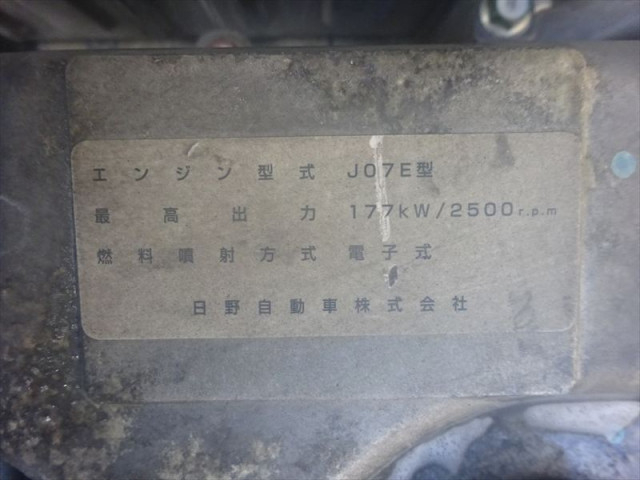 エンジン型式 J07E型
最高出力 177kW/2500r.p.m
燃料噴射方式 電子式
日野自動車株式会社